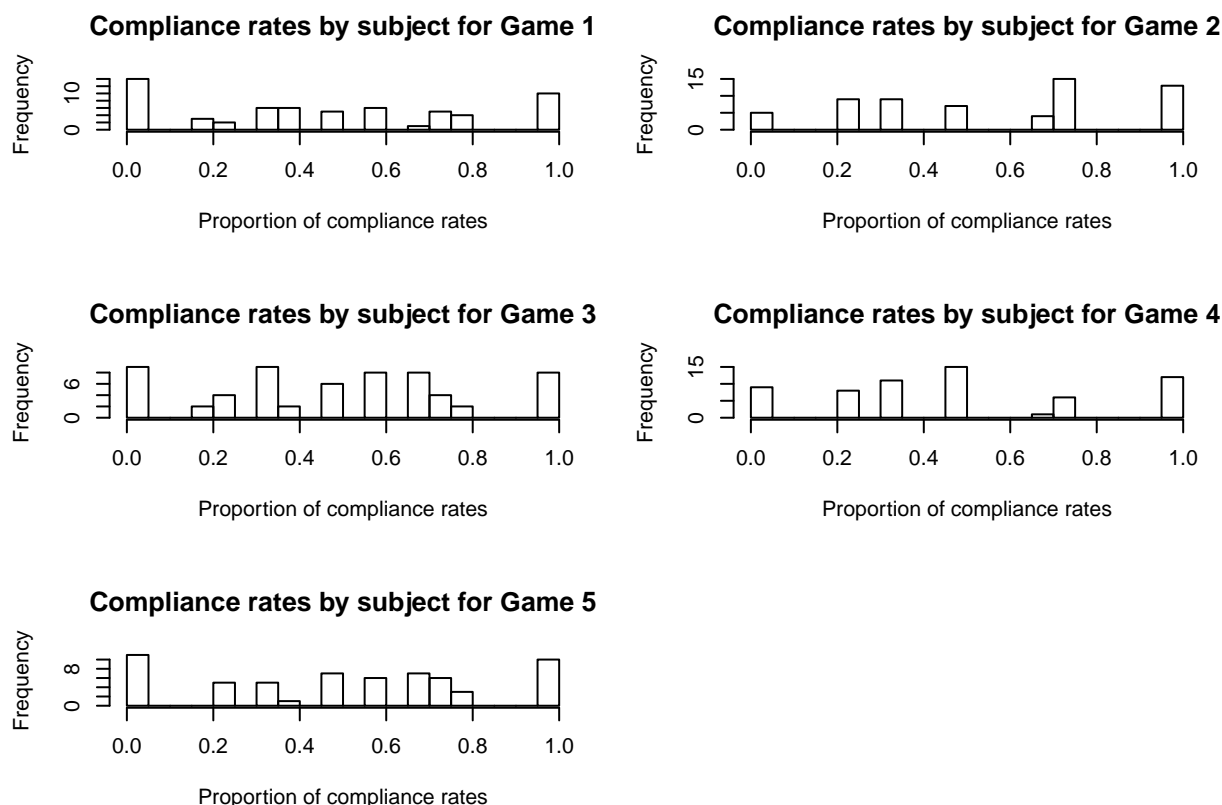 Compliance rates by subject for Game 1
Frequency
10
0
0.0 0.2 0.4 0.6 0.8 1.0
Proportion of compliance rates
Compliance rates by subject for Game 2
Frequency
15
0
0.0 0.2 0.4 0.6 0.8 1.0
Proportion of compliance rates
Compliance rates by subject for Game 3
Frequency
6
0
0.0 0.2 0.4 0.6 0.8 1.0
Proportion of compliance rates
Compliance rates by subject for Game 4
Frequency
15
0
0.0 0.2 0.4 0.6 0.8 1.0
Proportion of compliance rates
Compliance rates by subject for Game 5
Frequency
8
0
0.0 0.2 0.4 0.6 0.8 1.0
Proportion of compliance rates